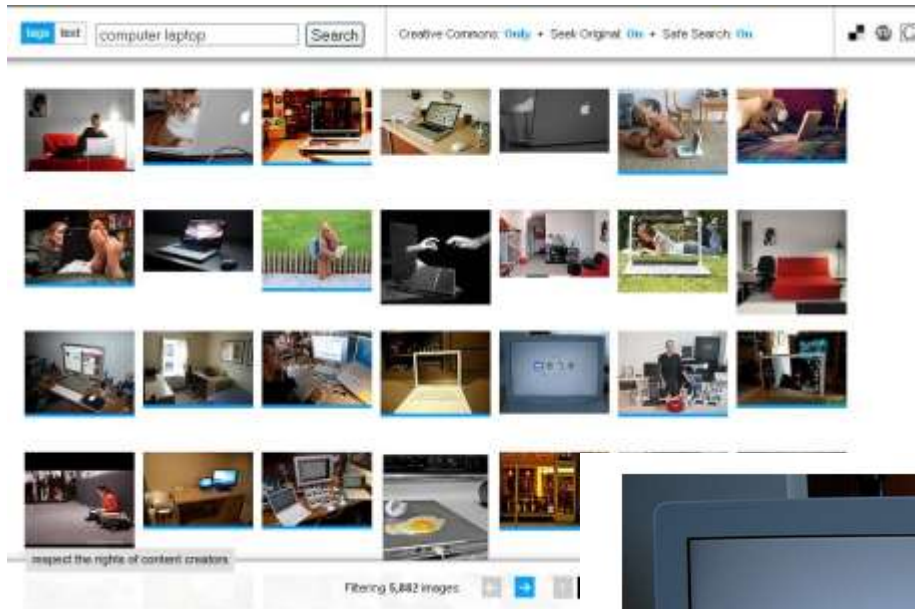 tags text computer laptop Search Creative Commons: Only + Seek Original: On + Safe Search: On
respect the rights of content creators
Filtering 5,882 images